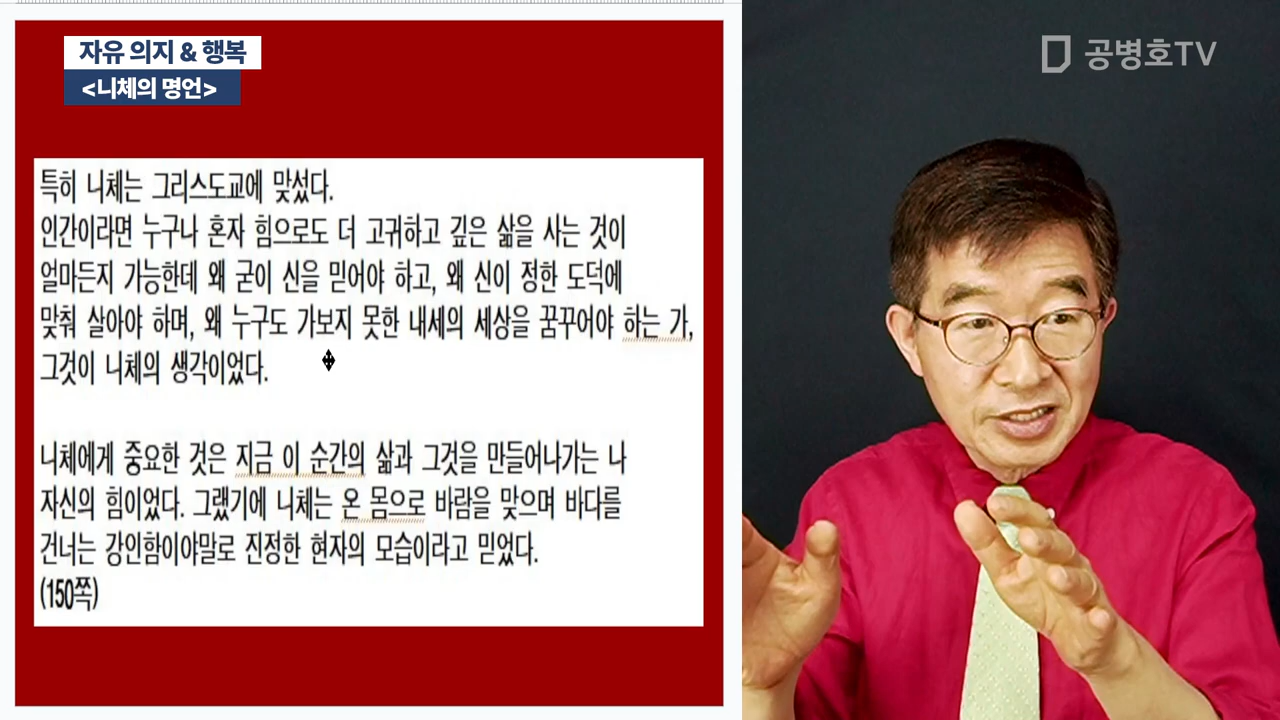 자유 의지 & 행복
<니체의 명언>
공병호TV
특히 니체는 그리스도교에 맞섰다.
인간이라면 누구나 혼자 힘으로도 더 고귀하고 깊은 삶을 사는 것이
얼마든지 가능한데 왜 굳이 신을 믿어야 하고, 왜 신이 정한 도덕에
맞춰 살아야 하며, 왜 누구도 가보지 못한 내세의 세상을 꿈꾸어야 하는 가,
그것이 니체의 생각이었다.
니체에게 중요한 것은 지금 이 순간의 삶과 그것을 만들어나가는 나
자신의 힘이었다. 그랬기에 니체는 온 몸으로 바람을 맞으며 바다를
건너는 강인함이야말로 진정한 현자의 모습이라고 믿었다.
(150쪽)